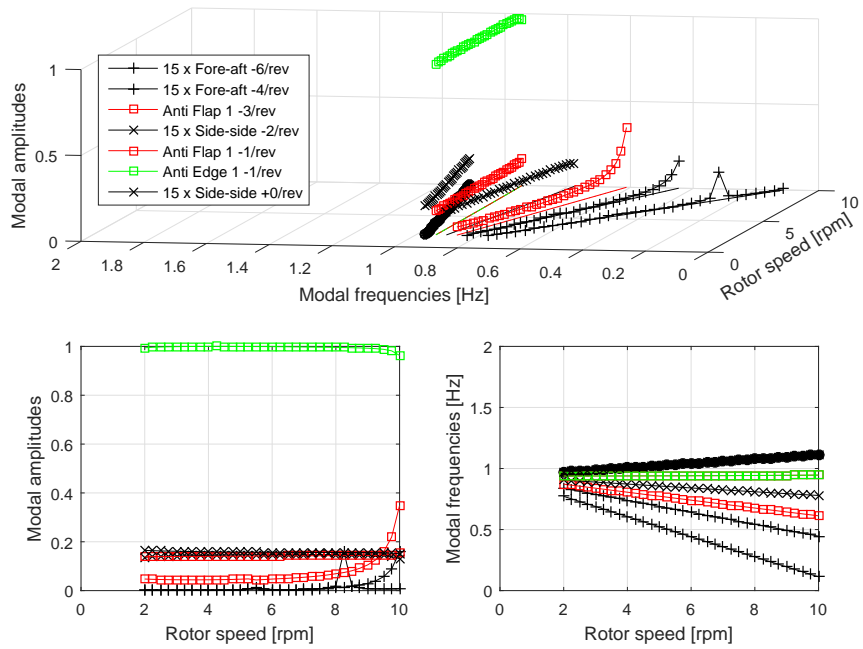 1
0.5
0
Modal amplitudes
15 x Fore-aft -6/rev
15 x Fore-aft -4/rev
Anti Flap 1 -3/rev
15 x Side-side -2/rev
Anti Flap 1 -1/rev
Anti Edge 1 -1/rev
15 x Side-side +0/rev
2
1.8
1.6
1.4
1.2
1
0.8
0.6
0.4
0.2
0
Modal frequencies [Hz]
0
5
10
Rotor speed [rpm]
1
0.8
0.6
0.4
0.2
0
Modal amplitudes
0
2
4
6
8
10
Rotor speed [rpm]
2
1.5
1
0.5
0
Modal frequencies [Hz]
0
2
4
6
8
10
Rotor speed [rpm]